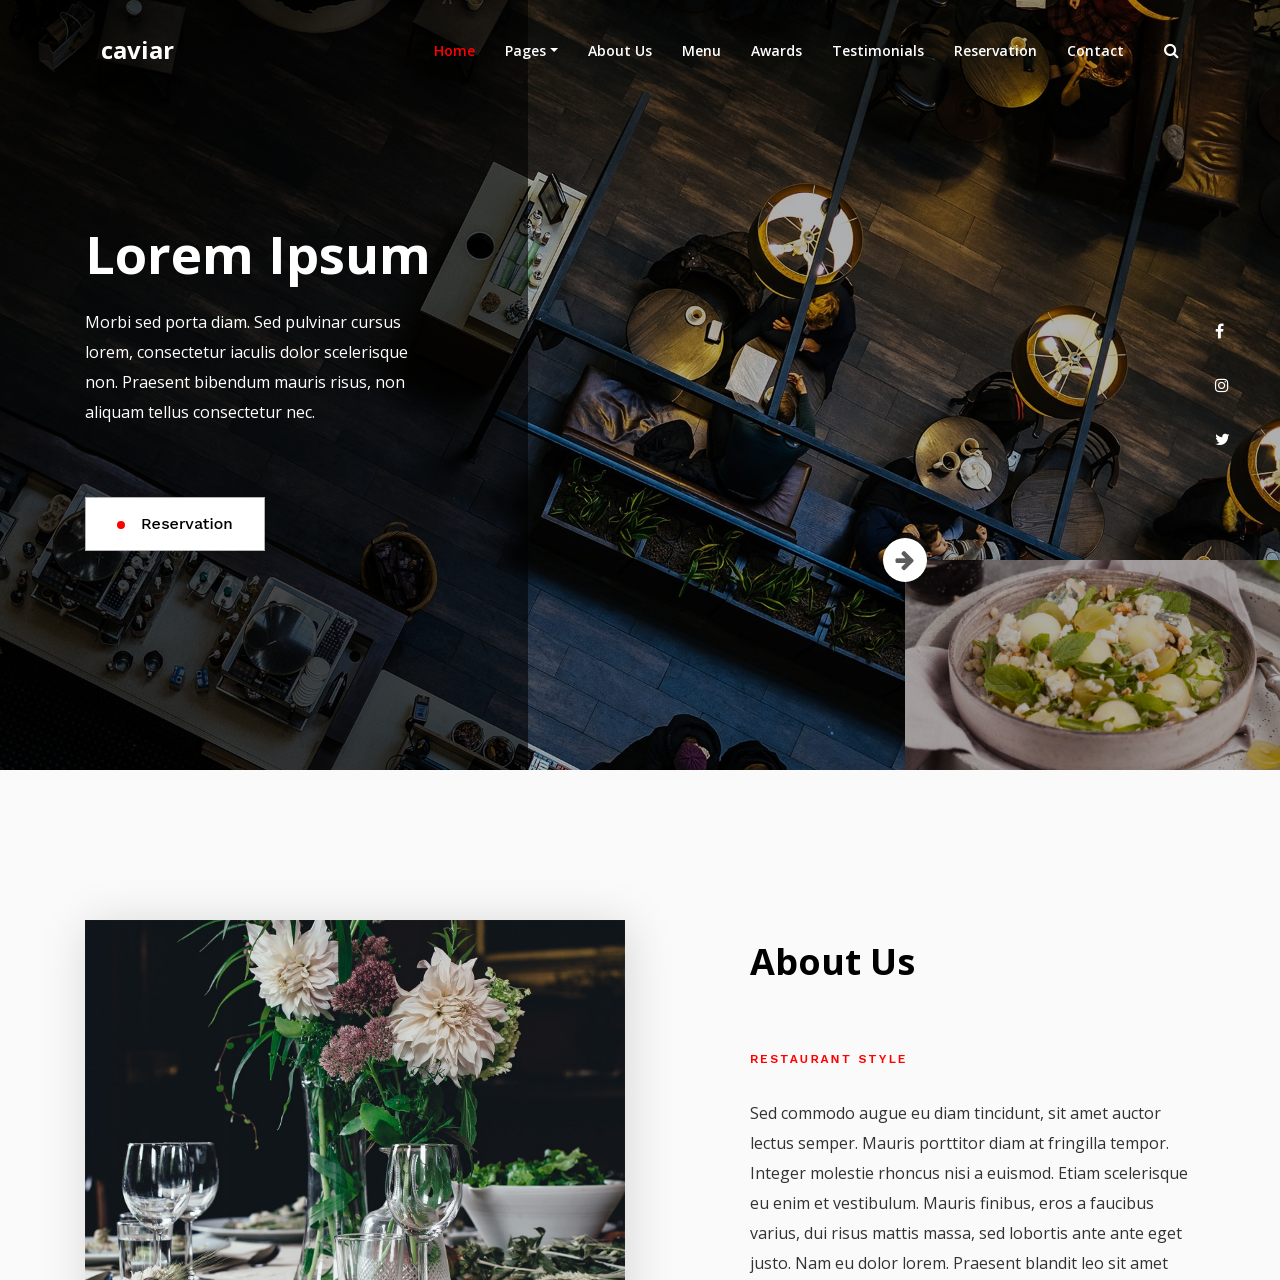 caviar
Home
Pages
About Us
Menu
Awards
Testimonials
Reservation
Contact
Lorem Ipsum
Morbi sed porta diam. Sed pulvinar cursus
lorem, consectetur iaculis dolor scelerisque
non. Praesent bibendum mauris risus, non
aliquam tellus consectetur nec.
Reservation
About Us
RESTAURANT STYLE
Sed commodo augue eu diam tincidunt, sit amet auctor
lectus semper. Mauris porttitor diam at fringilla tempor.
Integer molestie rhoncus nisi a euismod. Etiam scelerisque
eu enim et vestibulum. Mauris finibus, eros a faucibus
varius, dui risus mattis massa, sed lobortis ante ante eget
justo. Nam eu dolor lorem. Praesent blandit leo sit amet